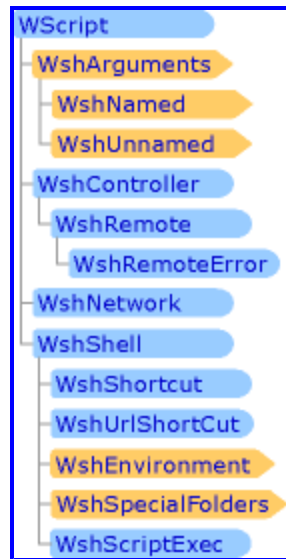 WScript
WshArguments
WshNamed
WshUnnamed
WshController
WshRemote
WshRemoteError
WshNetwork
WshShell
WshShortcut
WshUrlShortCut
WshEnvironment
WshSpecialFolders
WshScriptExec